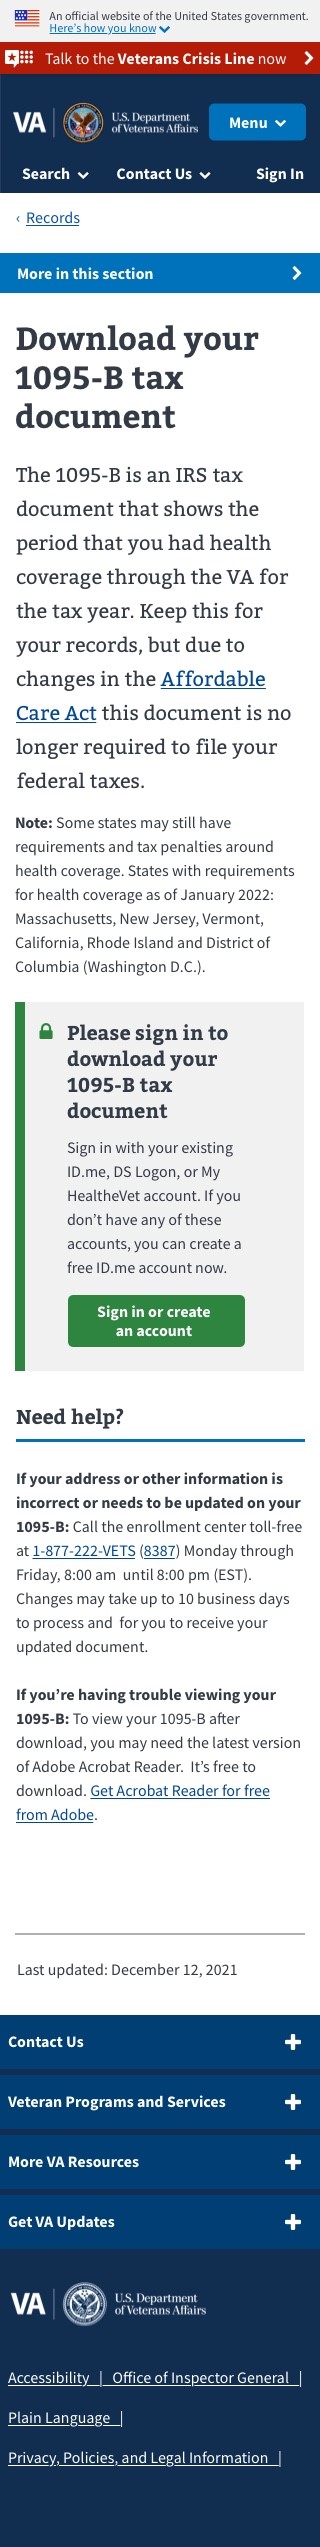 An official website of the United States government.
Here's how you know
Talk to the Veterans Crisis Line now
VA
U.S. Department
of Veterans Affairs
Menu
Search
Contact Us
Sign In
‹ Records
More in this section
Download your
1095-B tax
document
The 1095-B is an IRS tax
document that shows the
period that you had health
coverage through the VA for
the tax year. Keep this for
your records, but due to
changes in the Affordable
Care Act this document is no
longer required to file your
federal taxes.
Note: Some states may still have
requirements and tax penalties around
health coverage. States with requirements
for health coverage as of January 2022:
Massachusetts, New Jersey, Vermont,
California, Rhode Island and District of
Columbia (Washington D.C.).
Please sign in to
download your
1095-B tax
document
Sign in with your existing
ID.me, DS Logon, or My
HealtheVet account. If you
don’t have any of these
accounts, you can create a
free ID.me account now.
Sign in or create
an account
Need help?
If your address or other information is
incorrect or needs to be updated on your
1095-B: Call the enrollment center toll-free
at 1-877-222-VETS (8387) Monday through
Friday, 8:00 am  until 8:00 pm (EST).
Changes may take up to 10 business days
to process and  for you to receive your
updated document.
If you’re having trouble viewing your
1095-B: To view your 1095-B after
download, you may need the latest version
of Adobe Acrobat Reader.  It’s free to
download. Get Acrobat Reader for free
from Adobe.
Last updated: December 12, 2021
Contact Us
Veteran Programs and Services
More VA Resources
Get VA Updates
VA
U.S. Department
of Veterans Affairs
Accessibility | Office of Inspector General |
Plain Language |
Privacy, Policies, and Legal Information |